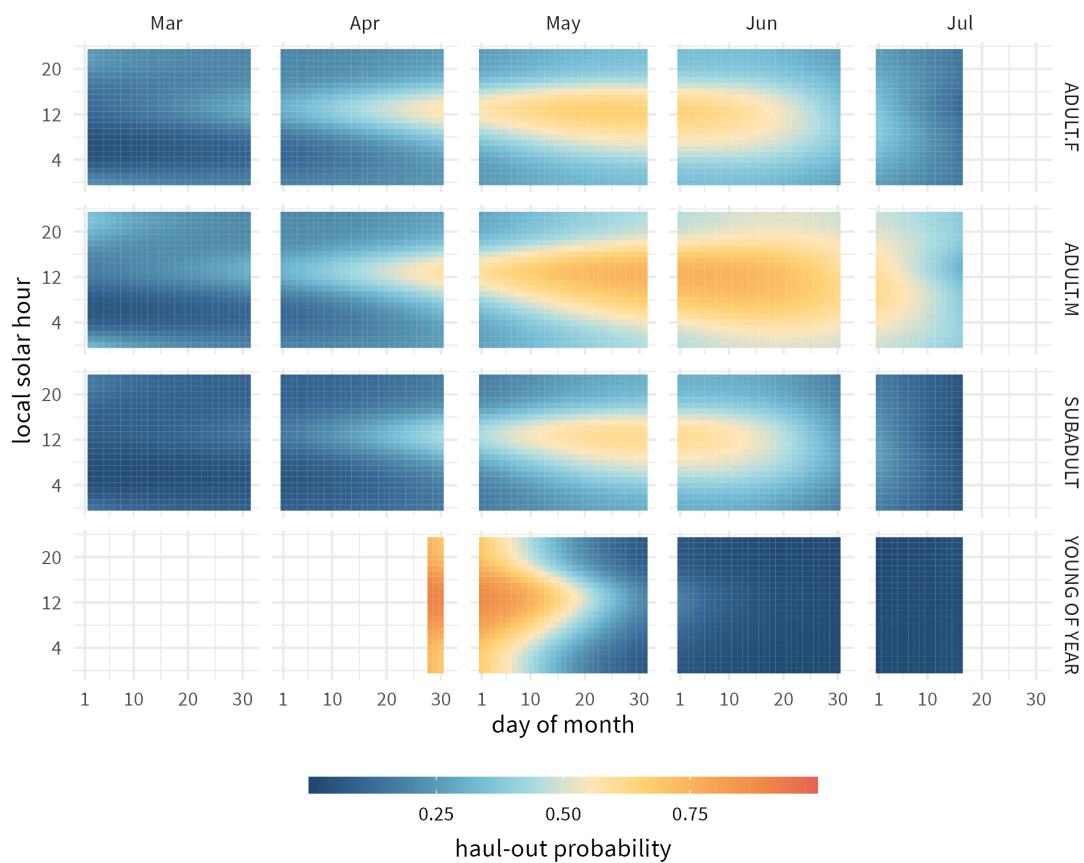 Mar Apr May Jun Jul
20
12
4
ADULT.F
20
12
4
ADULT.M
20
12
4
SUBADULT
20
12
4
YOUNG OF YEAR
local solar hour
1 10 20 30 1 10 20 30 1 10 20 30 1 10 20 30 1 10 20 30
day of month
0.25 0.50 0.75
haul-out probability